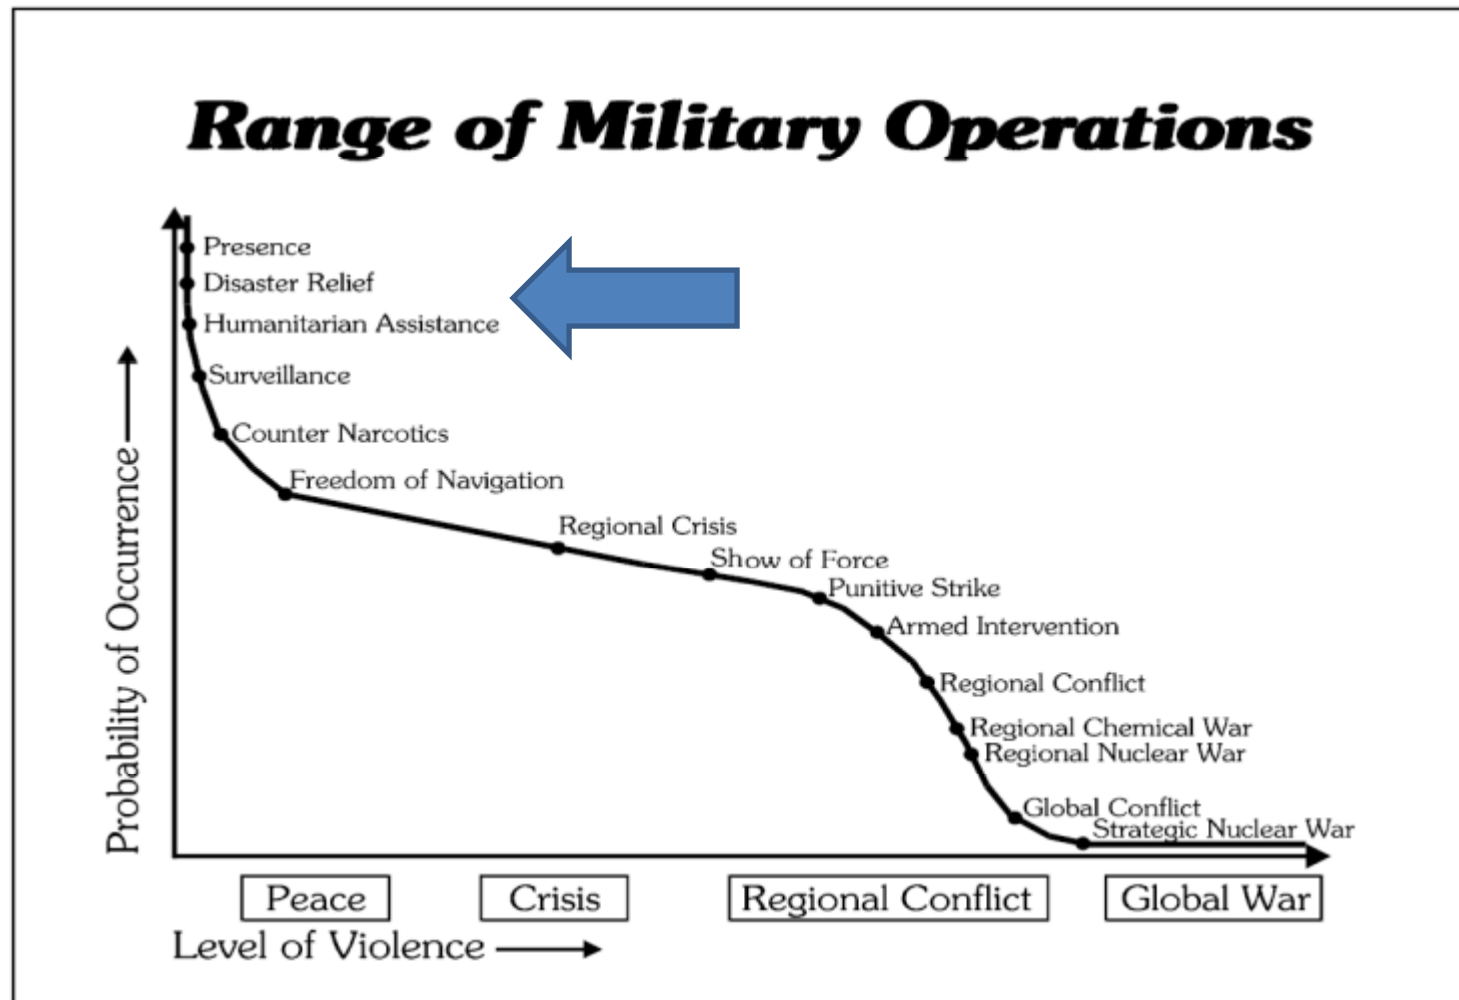 Range of Military Operations
Presence
Disaster Relief
Humanitarian Assistance
Surveillance
Counter Narcotics
Freedom of Navigation
Regional Crisis
Show of Force
Punitive Strike
Armed Intervention
Regional Conflict
Regional Chemical War
Regional Nuclear War
Global Conflict
Strategic Nuclear War
Probability of Occurrence
Peace
Crisis
Regional Conflict
Global War
Level of Violence